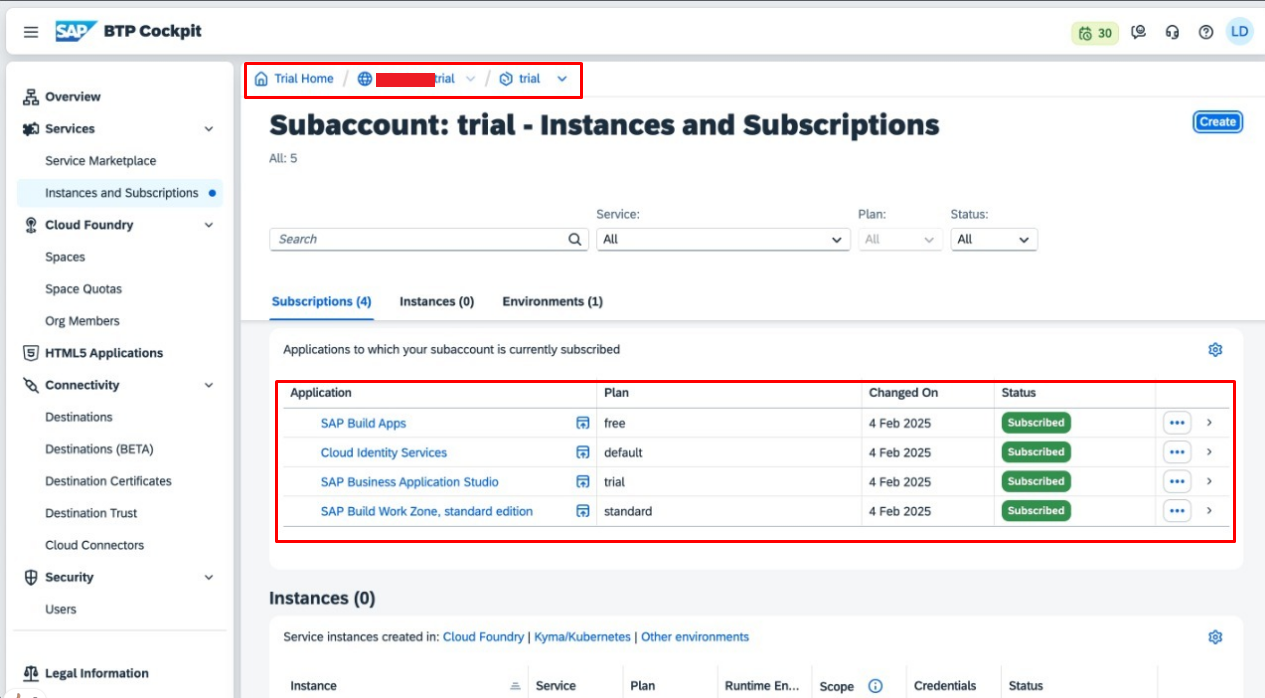 SAP BTP Cockpit
30
LD
Trial Home / trial / trial
Overview
Services
Service Marketplace
Instances and Subscriptions
Cloud Foundry
Spaces
Space Quotas
Org Members
HTML5 Applications
Connectivity
Destinations
Destinations (BETA)
Destination Certificates
Destination Trust
Cloud Connectors
Security
Users
Legal Information
Subaccount: trial - Instances and Subscriptions
Create
All: 5
Service: Plan: Status:
Search All All All
Subscriptions (4) Instances (0) Environments (1)
Applications to which your subaccount is currently subscribed
Application Plan Changed On Status
SAP Build Apps free 4 Feb 2025 Subscribed
Cloud Identity Services default 4 Feb 2025 Subscribed
SAP Business Application Studio trial 4 Feb 2025 Subscribed
SAP Build Work Zone, standard edition standard 4 Feb 2025 Subscribed
Instances (0)
Service instances created in: Cloud Foundry | Kyma/Kubernetes | Other environments
Instance Service Plan Runtime En... Scope Credentials Status